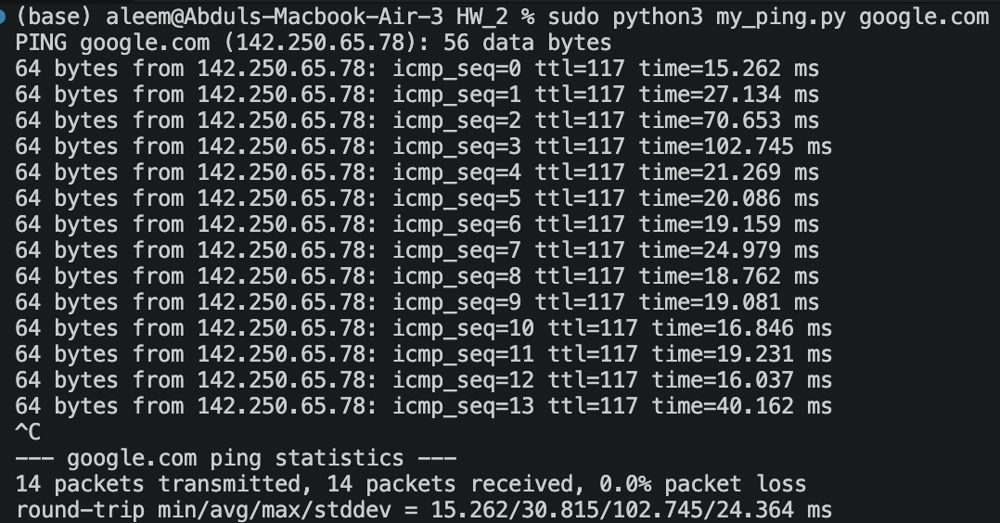 (base) aleem@Abduls-Macbook-Air-3 HW_2 % sudo python3 my_ping.py google.com
PING google.com (142.250.65.78): 56 data bytes
64 bytes from 142.250.65.78: icmp_seq=0 ttl=117 time=15.262 ms
64 bytes from 142.250.65.78: icmp_seq=1 ttl=117 time=27.134 ms
64 bytes from 142.250.65.78: icmp_seq=2 ttl=117 time=70.653 ms
64 bytes from 142.250.65.78: icmp_seq=3 ttl=117 time=102.745 ms
64 bytes from 142.250.65.78: icmp_seq=4 ttl=117 time=21.269 ms
64 bytes from 142.250.65.78: icmp_seq=5 ttl=117 time=20.086 ms
64 bytes from 142.250.65.78: icmp_seq=6 ttl=117 time=19.159 ms
64 bytes from 142.250.65.78: icmp_seq=7 ttl=117 time=24.979 ms
64 bytes from 142.250.65.78: icmp_seq=8 ttl=117 time=18.762 ms
64 bytes from 142.250.65.78: icmp_seq=9 ttl=117 time=19.081 ms
64 bytes from 142.250.65.78: icmp_seq=10 ttl=117 time=16.846 ms
64 bytes from 142.250.65.78: icmp_seq=11 ttl=117 time=19.231 ms
64 bytes from 142.250.65.78: icmp_seq=12 ttl=117 time=16.037 ms
64 bytes from 142.250.65.78: icmp_seq=13 ttl=117 time=40.162 ms
^C
--- google.com ping statistics ---
14 packets transmitted, 14 packets received, 0.0% packet loss
round-trip min/avg/max/stddev = 15.262/30.815/102.745/24.364 ms